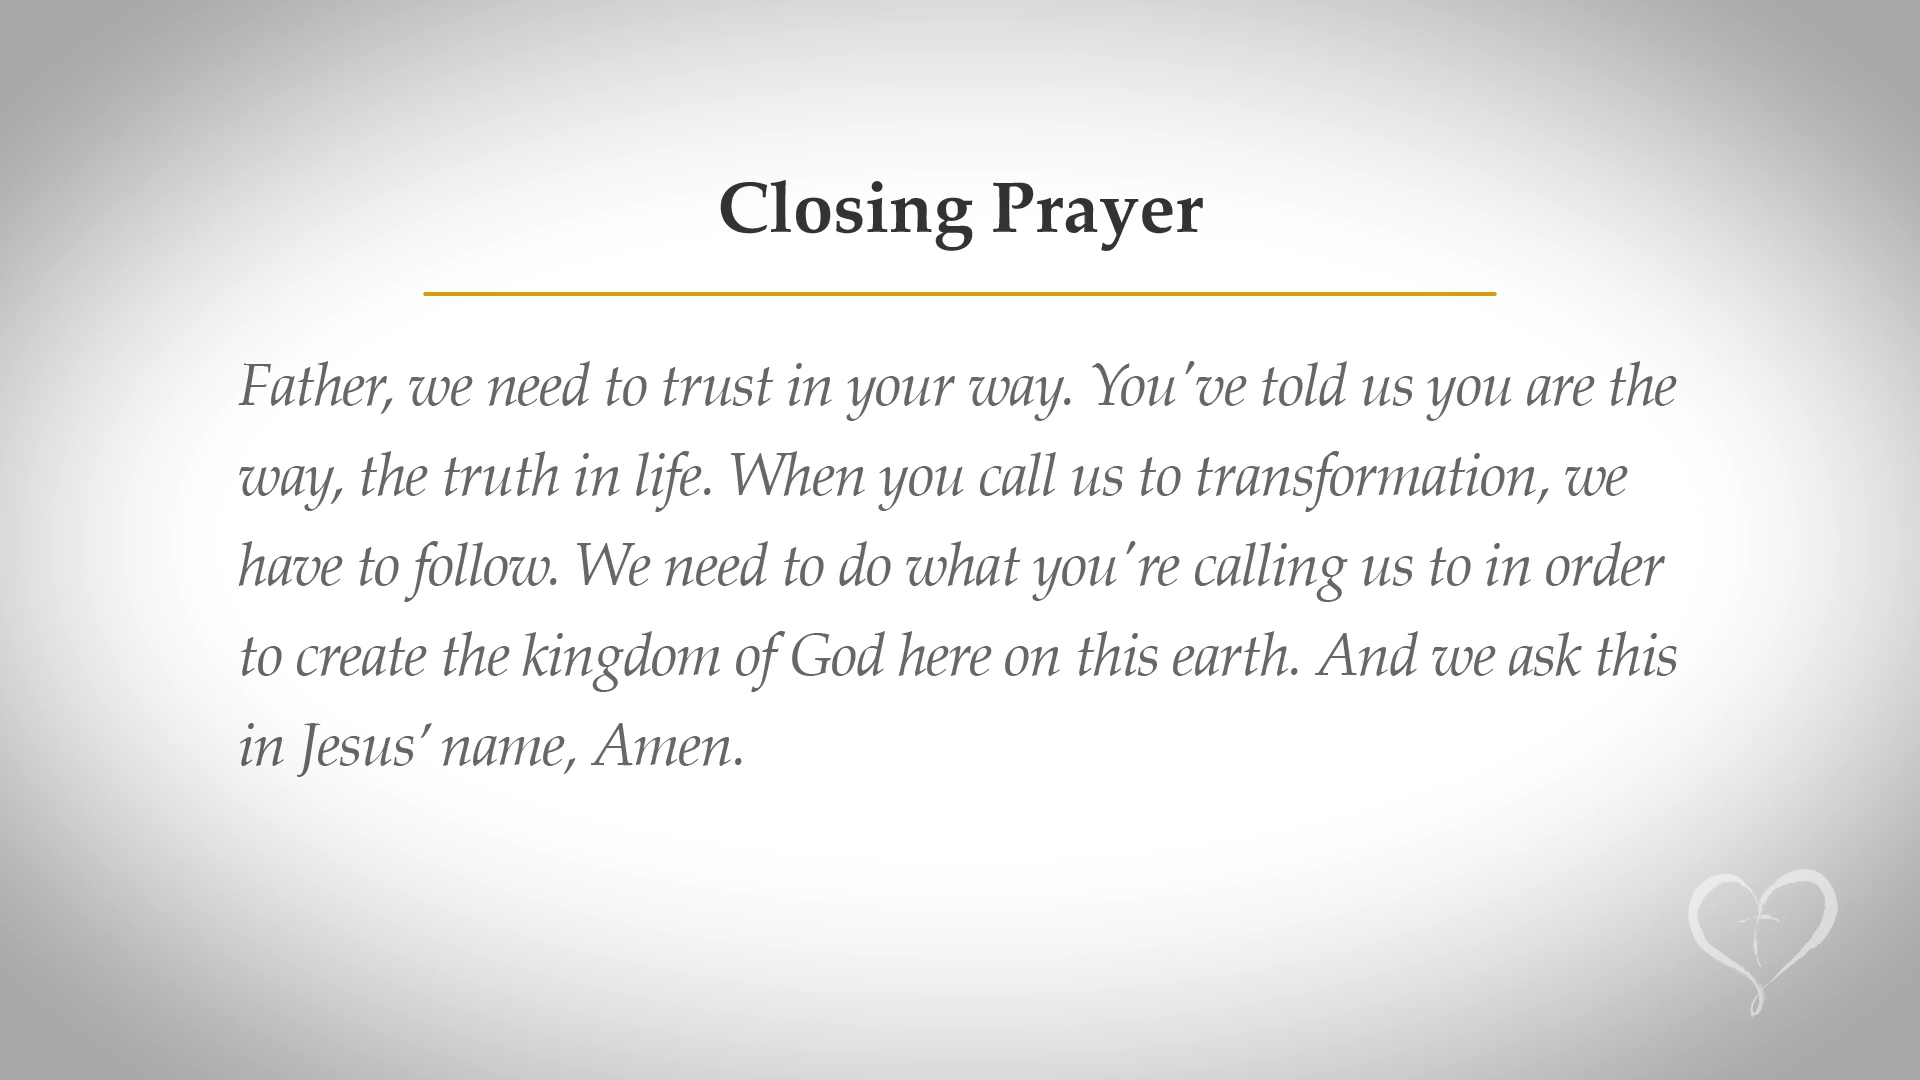 Closing Prayer
Father, we need to trust in your way. You've told us you are the
way, the truth in life. When you call us to transformation, we
have to follow. We need to do what you're calling us to in order
to create the kingdom of God here on this earth. And we ask this
in Jesus’ name, Amen.